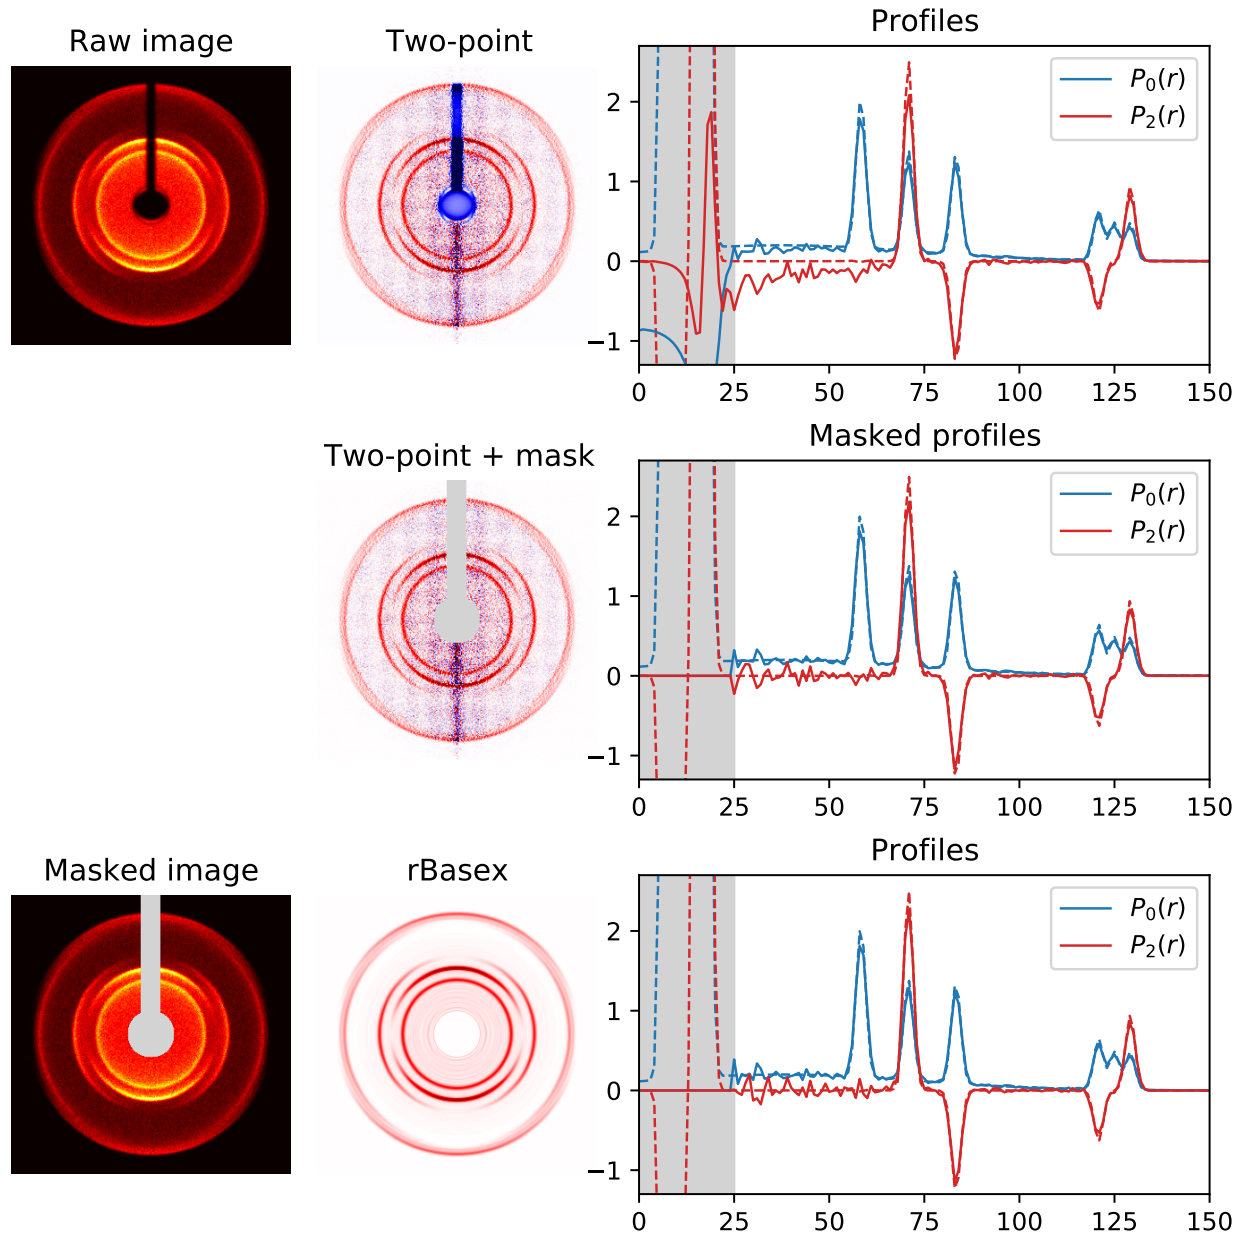 Raw image
Two-point
Profiles
2
1
0
−1
P0(r)
P2(r)
0 25 50 75 100 125 150
Two-point + mask
Masked profiles
2
1
0
−1
P0(r)
P2(r)
0 25 50 75 100 125 150
Masked image
rBasex
Profiles
2
1
0
−1
P0(r)
P2(r)
0 25 50 75 100 125 150